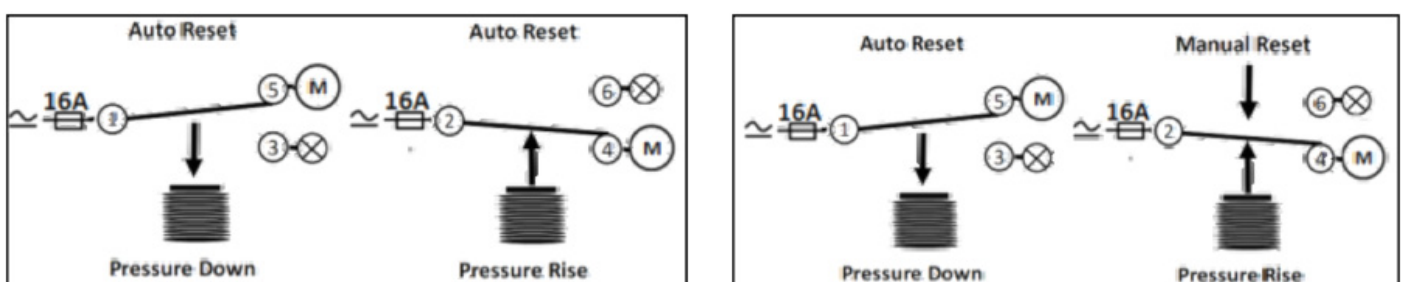 Auto Reset
Auto Reset
5 M
6
16A
1
16A
2
3
4 M
Pressure Down
Pressure Rise
Auto Reset
Manual Reset
5 M
6
16A
1
16A
2
3
4 M
Pressure Down
Pressure Rise